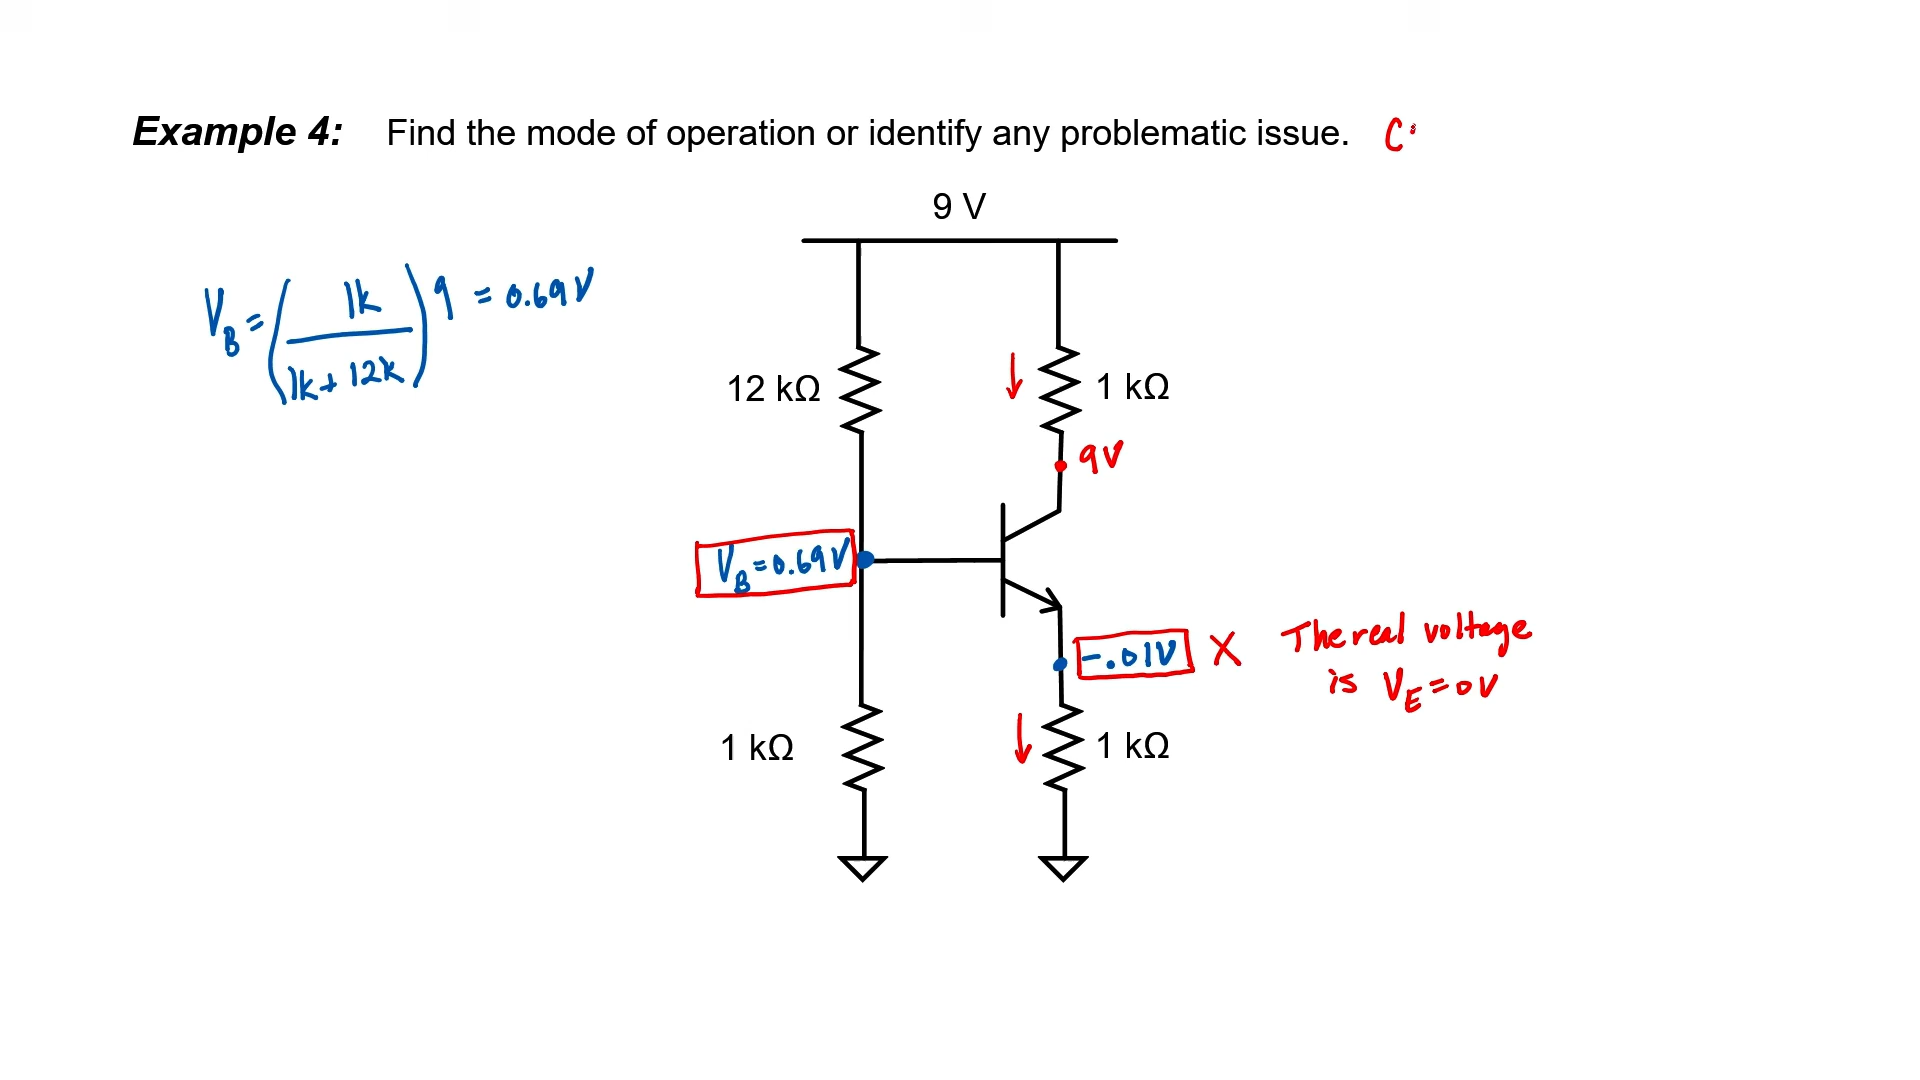 Example 4: Find the mode of operation or identify any problematic issue. C
9 V
V_B = (1k / (1k + 12k)) 9 = 0.69V
12 kΩ
1 kΩ
9V
V_B = 0.69V
-.01V X The real voltage
is V_E = 0V
1 kΩ
1 kΩ